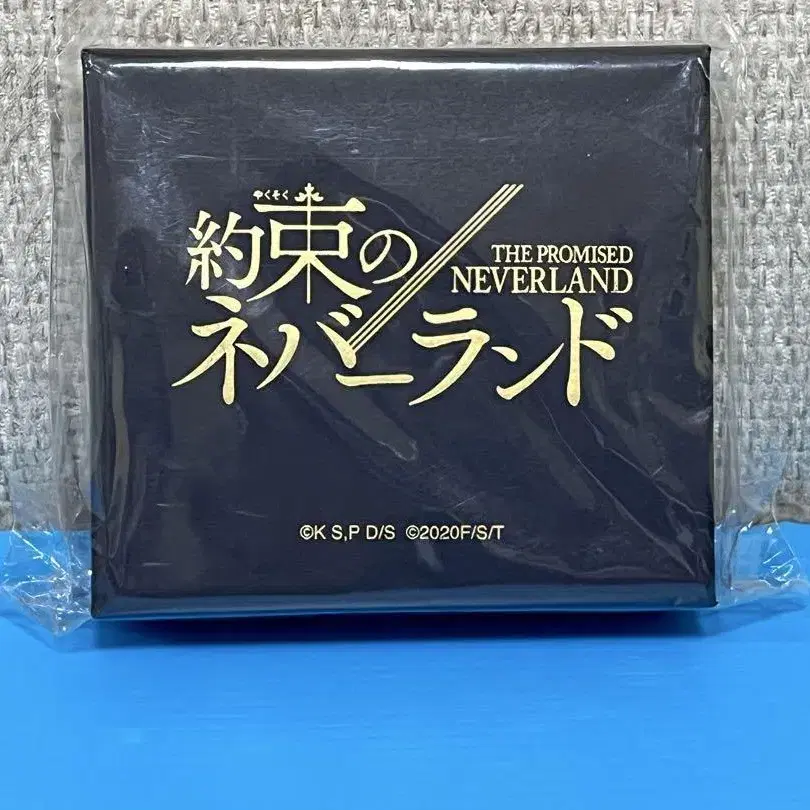 やくそく
約束の
ネバーランド
THE PROMISED
NEVERLAND
©K S,P D/S ©2020F/S/T